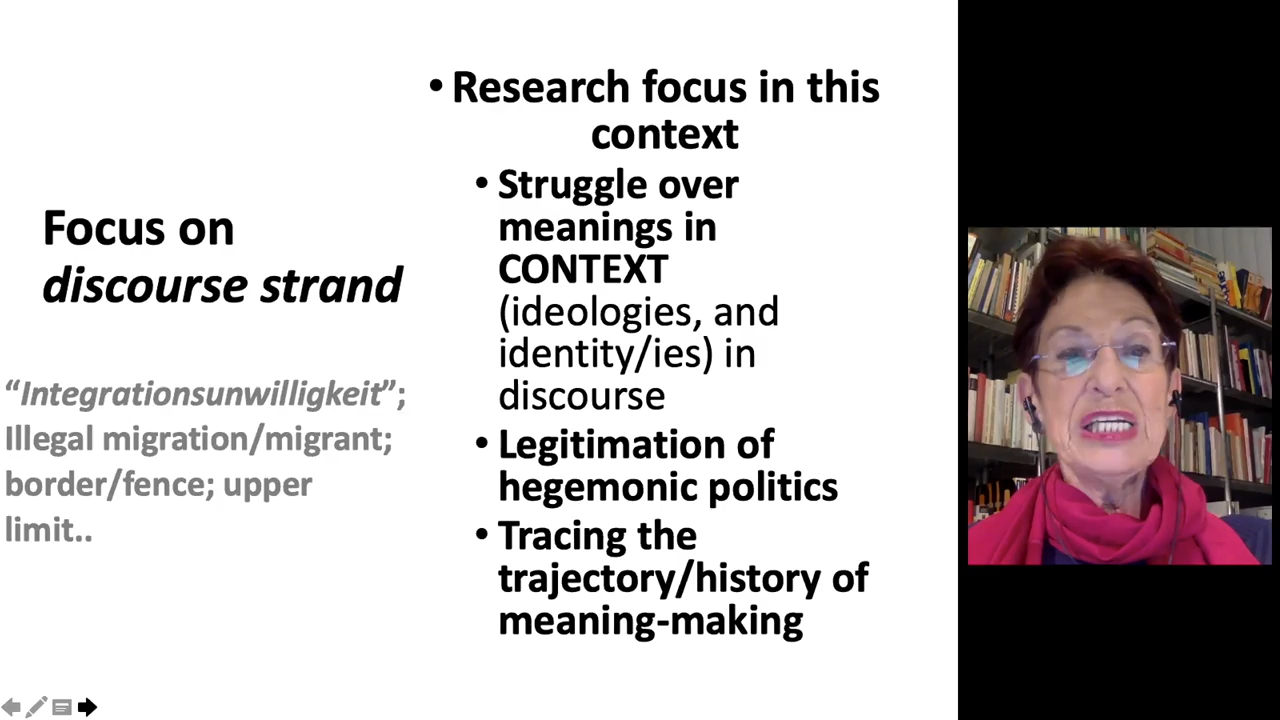 Focus on
discourse strand
“Integrationsunwilligkeit”;
Illegal migration/migrant;
border/fence; upper
limit..
• Research focus in this
context
• Struggle over
meanings in
CONTEXT
(ideologies, and
identity/ies) in
discourse
• Legitimation of
hegemonic politics
• Tracing the
trajectory/history of
meaning-making